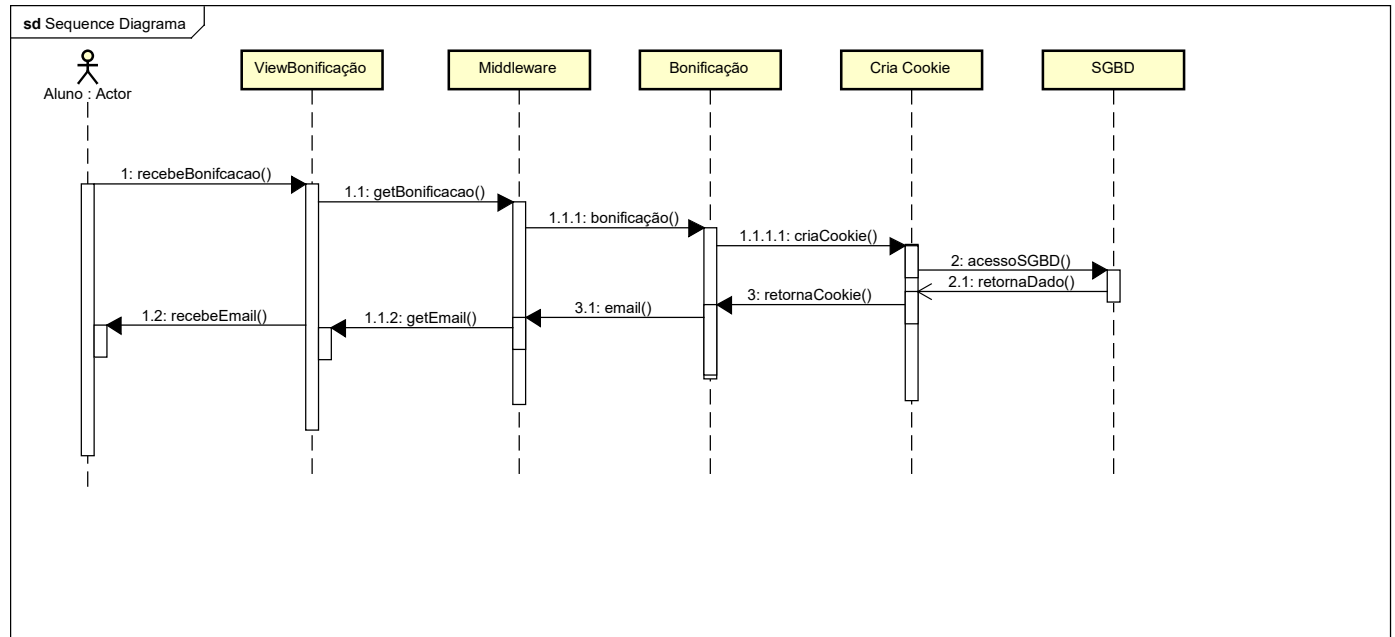 sd Sequence Diagrama
Aluno : Actor
ViewBonificação
Middleware
Bonificação
Cria Cookie
SGBD
1: recebeBonifcacao()
1.1: getBonificacao()
1.1.1: bonificação()
1.1.1.1: criaCookie()
2: acessoSGBD()
2.1: retornaDado()
3: retornaCookie()
3.1: email()
1.1.2: getEmail()
1.2: recebeEmail()